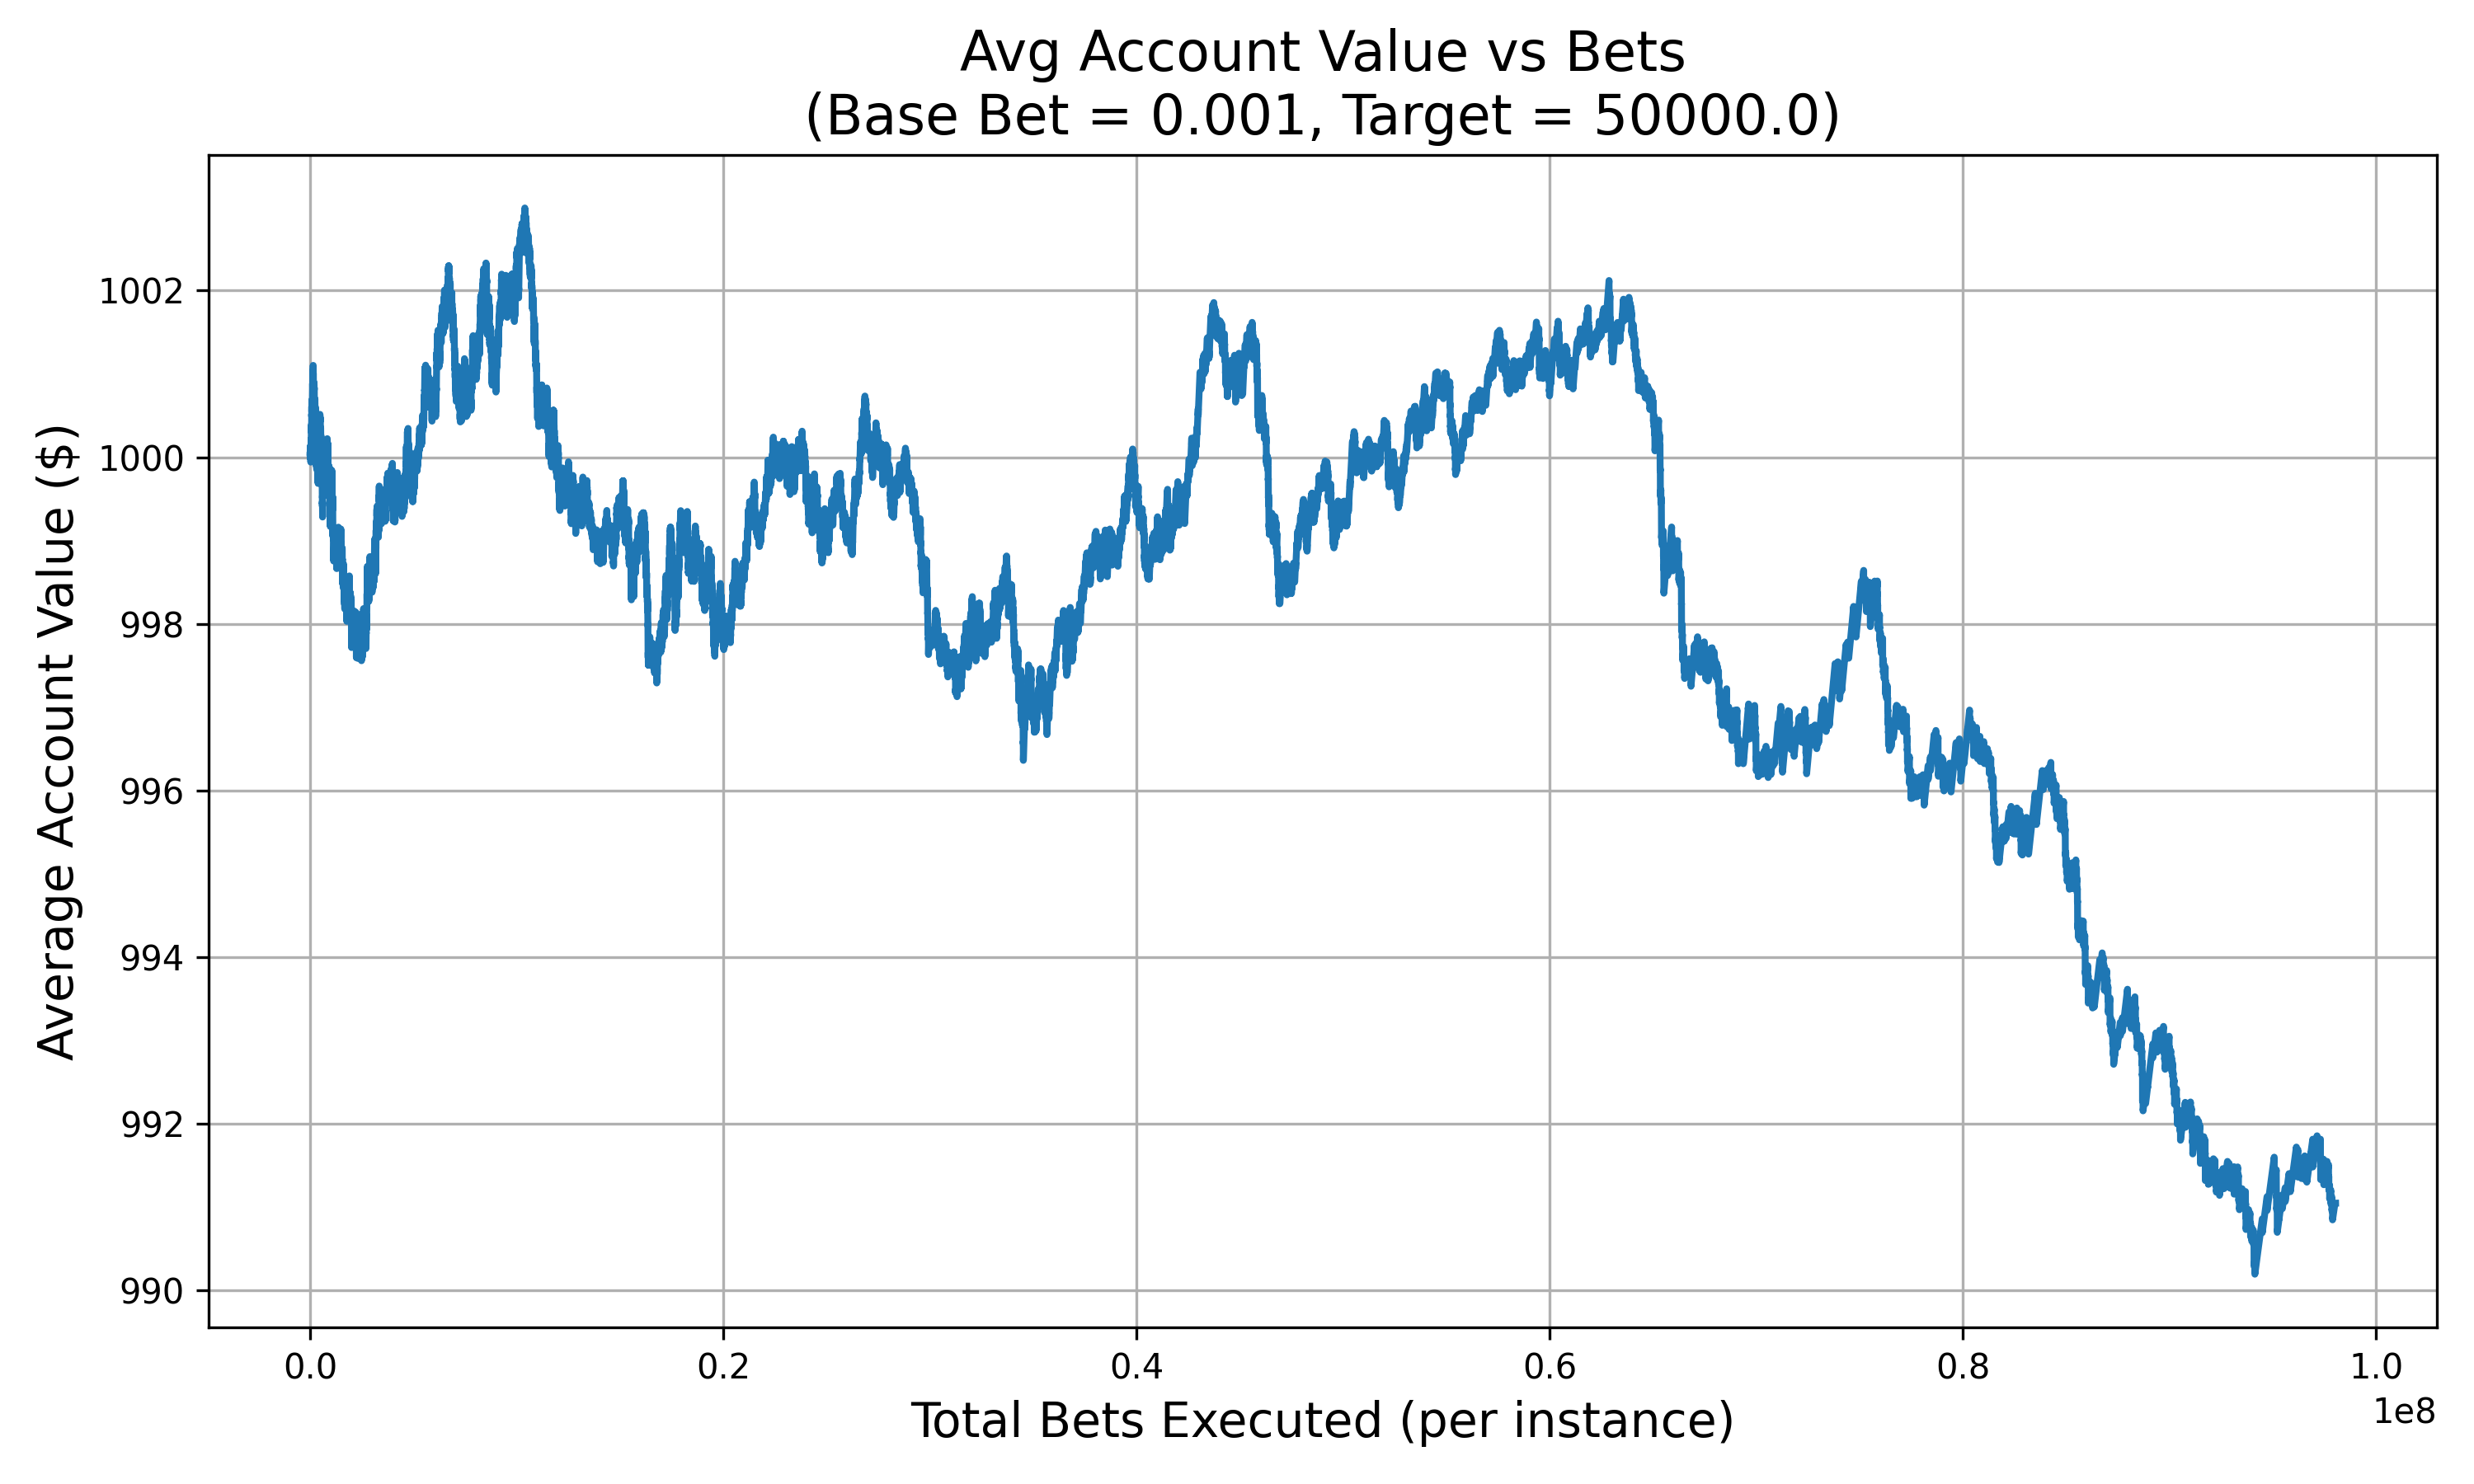 Avg Account Value vs Bets
(Base Bet = 0.001, Target = 50000.0)
Average Account Value ($)
1002
1000
998
996
994
992
990
0.0 0.2 0.4 0.6 0.8 1.0
1e8
Total Bets Executed (per instance)